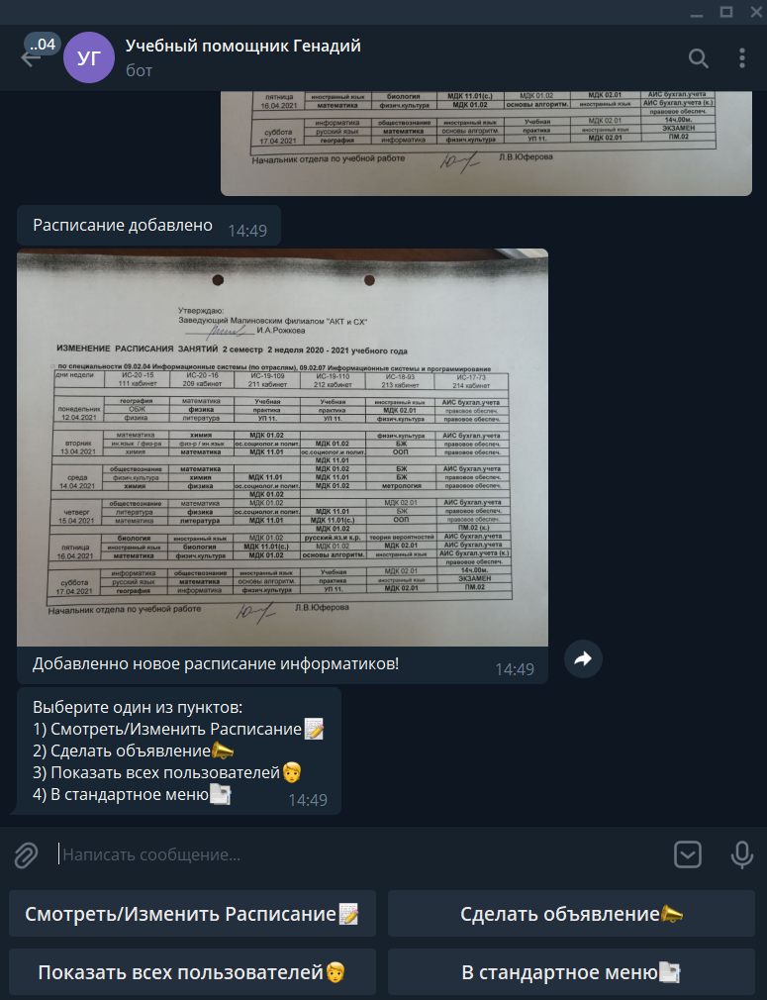 ..04
УГ
Учебный помощник Генадий
бот
пятница иностранный язык биология МДК 11.01(с.) МДК 01.02 МДК 02.01 АИС бухгал.учета
16.04.2021 математика физич.культура МДК 01.02 основы алгоритм. иностранный язык АИС бухгал.учета (к.)
правовое обеспеч.
информатика обществознание иностранный язык Учебная МДК 02.01 14ч.00м.
суббота русский язык математика основы алгоритм. практика иностранный язык ЭКЗАМЕН
17.04.2021 география информатика физич.культура УП 11. МДК 02.01 ПМ.02
Начальник отдела по учебной работе Л.В.Юферова
Расписание добавлено 14:49
Утверждаю:
Заведующий Малиновским филиалом "АКТ и СХ"
И.А.Рожкова
ИЗМЕНЕНИЕ РАСПИСАНИЯ ЗАНЯТИЙ 2 семестр 2 неделя 2020 - 2021 учебного года
по специальности 09.02.04 Информационные системы (по отраслям), 09.02.07 Информационные системы и программирование
дни недели ИС-20 -15 ИС-20 -16 ИС-19-109 ИС-19-110 ИС-18-93 ИС-17-73
111 кабинет 209 кабинет 211 кабинет 212 кабинет 213 кабинет 214 кабинет
география математика Учебная Учебная иностранный язык АИС бухгал.учета
понедельник ОБЖ физика практика практика МДК 02.01 правовое обеспеч.
12.04.2021 физика литература УП 11. УП 11. физич.культура АИС бухгал.учета
математика химия МДК 01.02 физич.культура АИС бухгал.учета
вторник ин.язык / физ-ра физ-р / ин.язык ос.социолог.и полит. МДК 01.02 БЖ правовое обеспеч.
13.04.2021 химия математика МДК 11.01 ос.социолог.и полит. ООП правовое обеспеч.
МДК 11.01
обществознание математика МДК 01.02 БЖ АИС бухгал.учета
среда физич.культура химия МДК 11.01 МДК 11.01 БЖ правовое обеспеч.
14.04.2021 химия физика ос.социолог.и полит. МДК 01.02 метрология правовое обеспеч.
МДК 01.02
обществознание математика МДК 01.02 МДК 02.01 АИС бухгал.учета
четверг литература физика ос.социолог.и полит. МДК 11.01 БЖ правовое обеспеч.
15.04.2021 математика литература МДК 11.01 МДК 11.01(с.) ООП правовое обеспеч.
МДК 01.02 ПМ.02 (к.)
биология иностранный язык МДК 01.02 русский.яз.и к.р. теория вероятностей АИС бухгал.учета
пятница иностранный язык биология МДК 11.01(с.) МДК 01.02 МДК 02.01 АИС бухгал.учета
16.04.2021 математика физич.культура МДК 01.02 основы алгоритм. иностранный язык АИС бухгал.учета (к.)
правовое обеспеч.
информатика обществознание иностранный язык Учебная МДК 02.01 14ч.00м.
суббота русский язык математика основы алгоритм. практика иностранный язык ЭКЗАМЕН
17.04.2021 география информатика физич.культура УП 11. МДК 02.01 ПМ.02
Начальник отдела по учебной работе Л.В.Юферова
Добавленно новое расписание информатиков! 14:49
Выберите один из пунктов:
1) Смотреть/Изменить Расписание📝
2) Сделать объявление📣
3) Показать всех пользователей👨
4) В стандартное меню📑 14:49
Написать сообщение...
Смотреть/Изменить Расписание📝 Сделать объявление📣
Показать всех пользователей👨 В стандартное меню📑